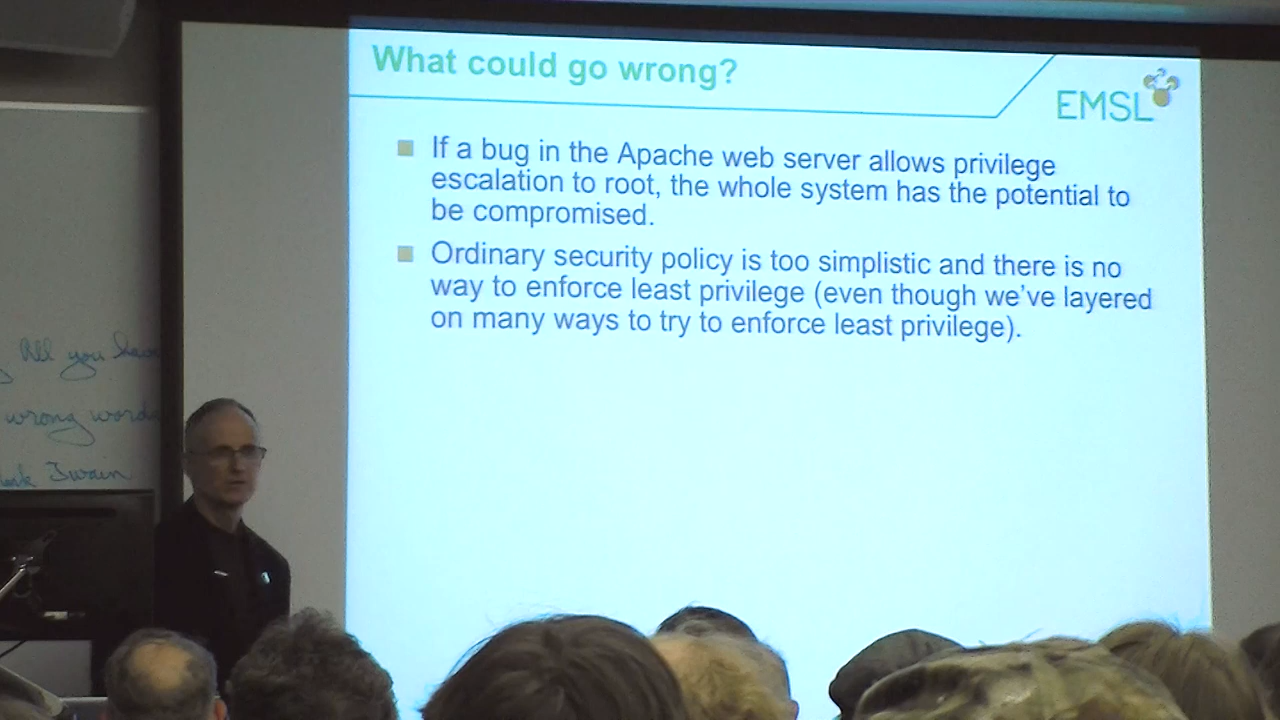 What could go wrong?
EMSL
If a bug in the Apache web server allows privilege
escalation to root, the whole system has the potential to
be compromised.
Ordinary security policy is too simplistic and there is no
way to enforce least privilege (even though we've layered
on many ways to try to enforce least privilege).
All you have
wrong words
Twain